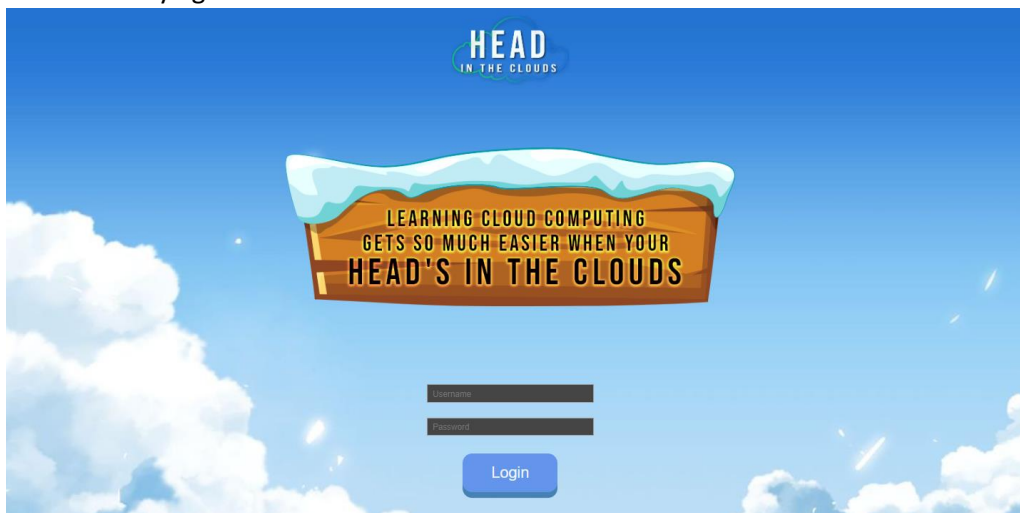 HEAD
IN THE CLOUDS
LEARNING CLOUD COMPUTING
GETS SO MUCH EASIER WHEN YOUR
HEAD'S IN THE CLOUDS
Username
Password
Login